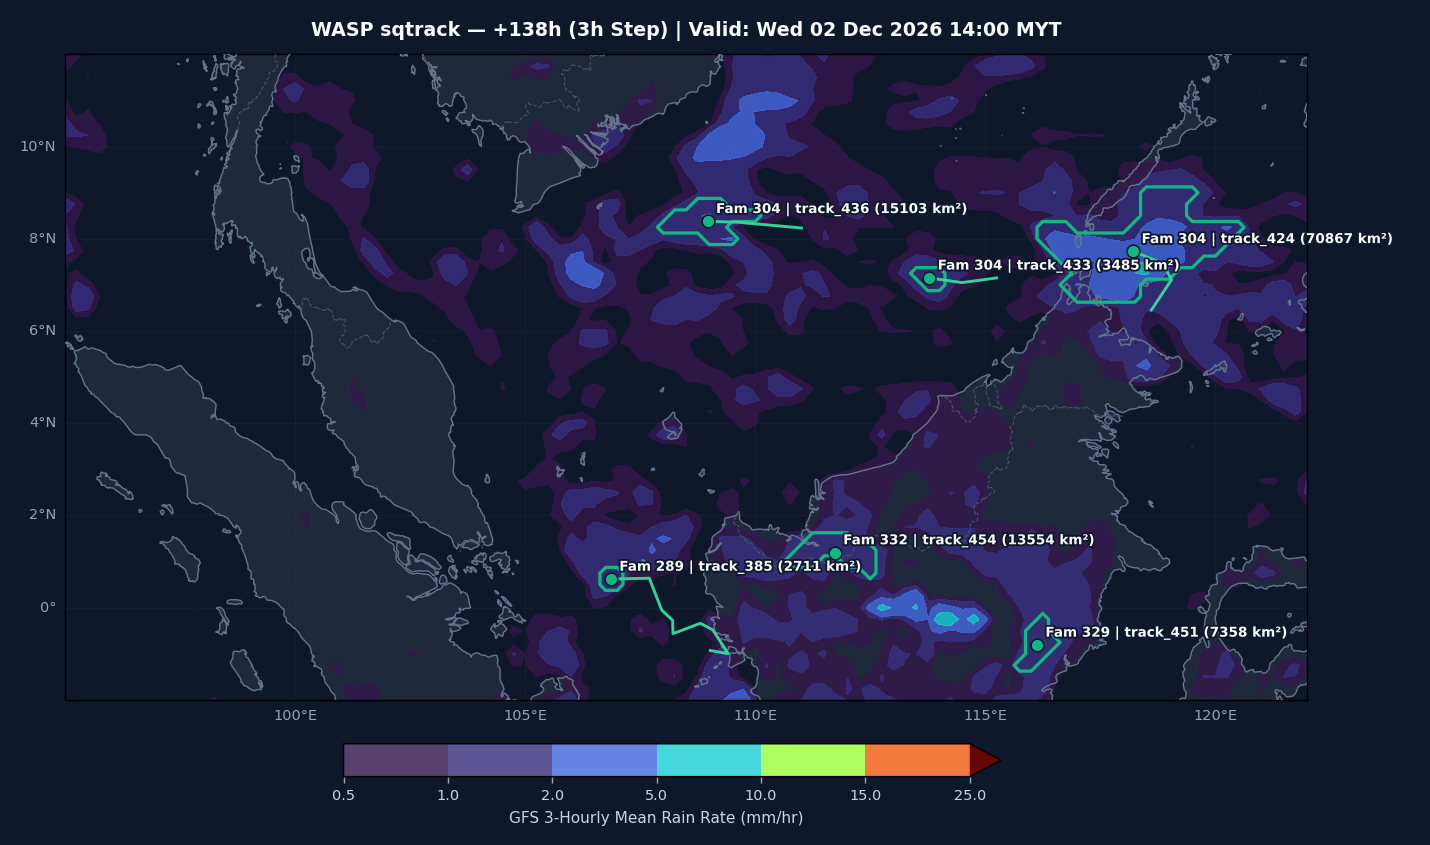 WASP sqtrack — +138h (3h Step) | Valid: Wed 02 Dec 2026 14:00 MYT
10°N
Fam 304 | track_436 (15103 km²)
8°N
Fam 304 | track_424 (70867 km²)
Fam 304 | track_433 (3485 km²)
6°N
4°N
2°N
Fam 332 | track_454 (13554 km²)
Fam 289 | track_385 (2711 km²)
0°
Fam 329 | track_451 (7358 km²)
100°E 105°E 110°E 115°E 120°E
0.5 1.0 2.0 5.0 10.0 15.0 25.0
GFS 3-Hourly Mean Rain Rate (mm/hr)